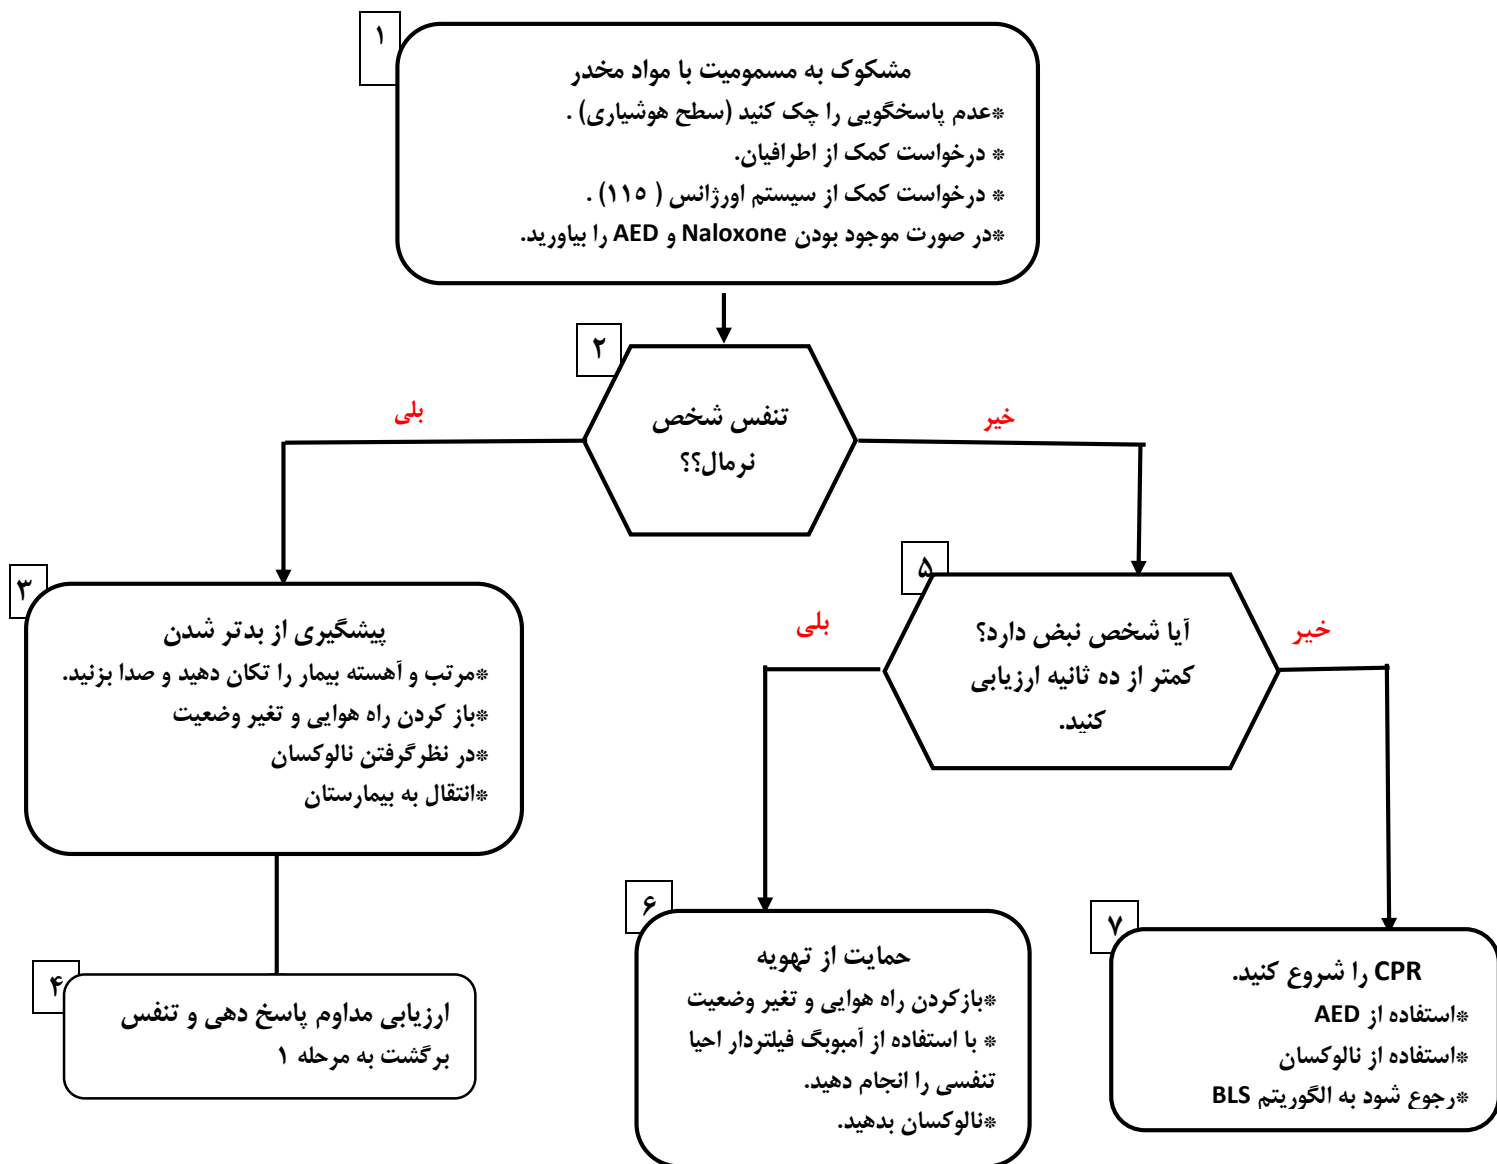 ۱
مشکوک به مسمومیت با مواد مخدر
*عدم پاسخگویی را چک کنید (سطح هوشیاری) .
* درخواست کمک از اطرافیان.
* درخواست کمک از سیستم اورژانس ( ۱۱۵) .
*در صورت موجود بودن Naloxone و AED را بیاورید.
۲
تنفس شخص
نرمال؟؟
بلی
خیر
۳
پیشگیری از بدتر شدن
*مرتب و آهسته بیمار را تکان دهید و صدا بزنید.
*باز کردن راه هوایی و تغیر وضعیت
*در نظرگرفتن نالوکسان
*انتقال به بیمارستان
۴
ارزیابی مداوم پاسخ دهی و تنفس
برگشت به مرحله ۱
۵
آیا شخص نبض دارد؟
کمتر از ده ثانیه ارزیابی
کنید.
بلی
خیر
۶
حمایت از تهویه
*بازکردن راه هوایی و تغیر وضعیت
* با استفاده از آمبوبگ فیلتردار احیا
تنفسی را انجام دهید.
*نالوکسان بدهید.
۷
CPR را شروع کنید.
*استفاده از AED
*استفاده از نالوکسان
*رجوع شود به الگوریتم BLS